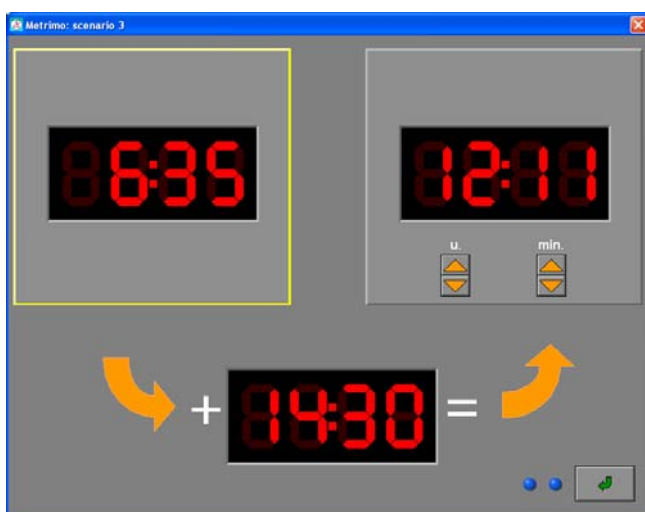 Metrimo: scenario 3
6:35
12:11
u. min.
+ 14:30 =